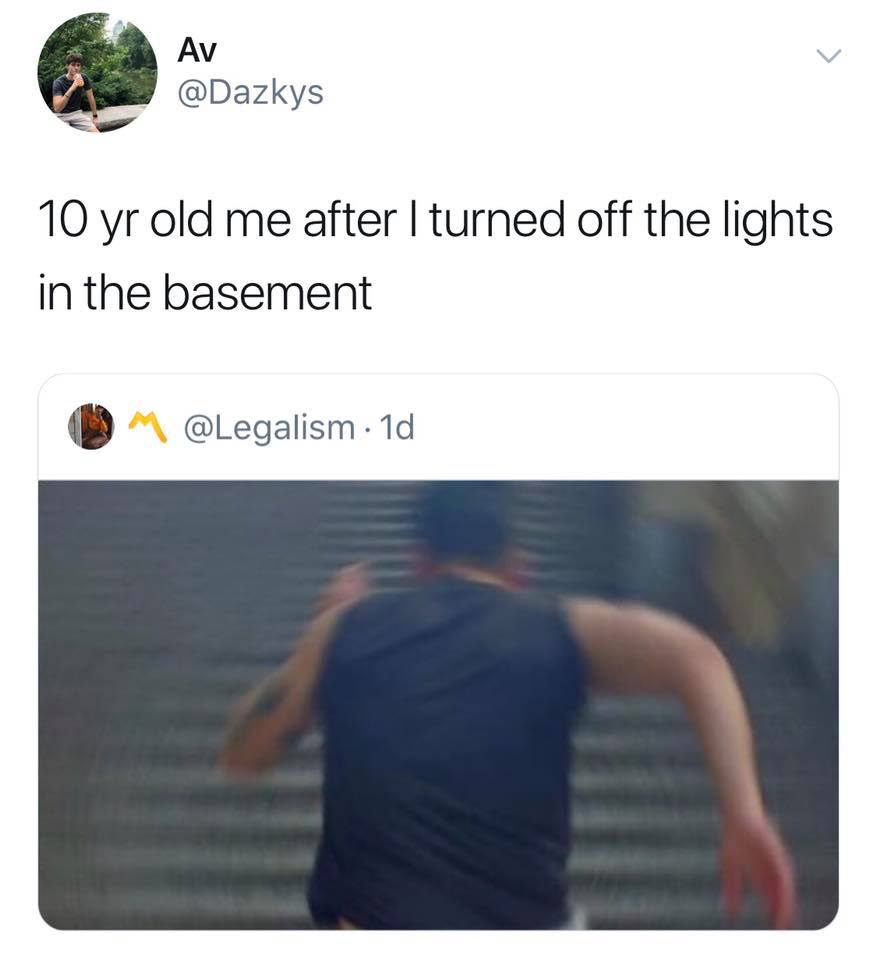 Av
@Dazkys
10 yr old me after I turned off the lights
in the basement
〽️ @Legalism · 1d